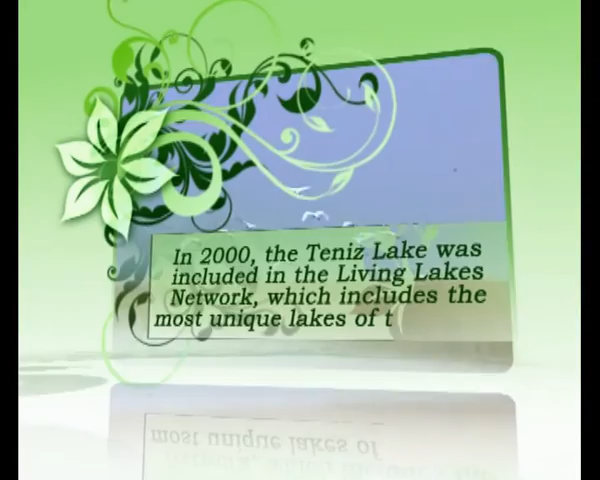 In 2000, the Teniz Lake was
included in the Living Lakes
Network, which includes the
most unique lakes of t